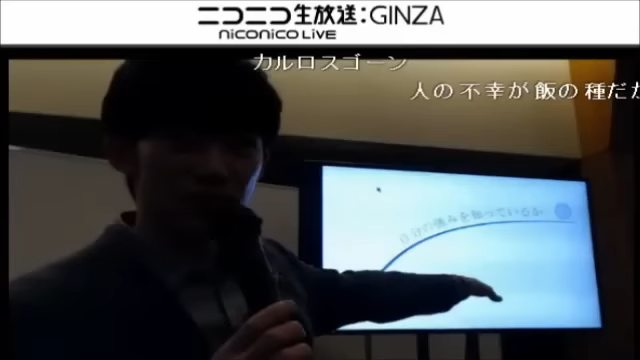 ニコニコ生放送:GINZA
niconico LiVE
カルロスゴーン
人の不幸が飯の種だか
自分の強みを知っているか